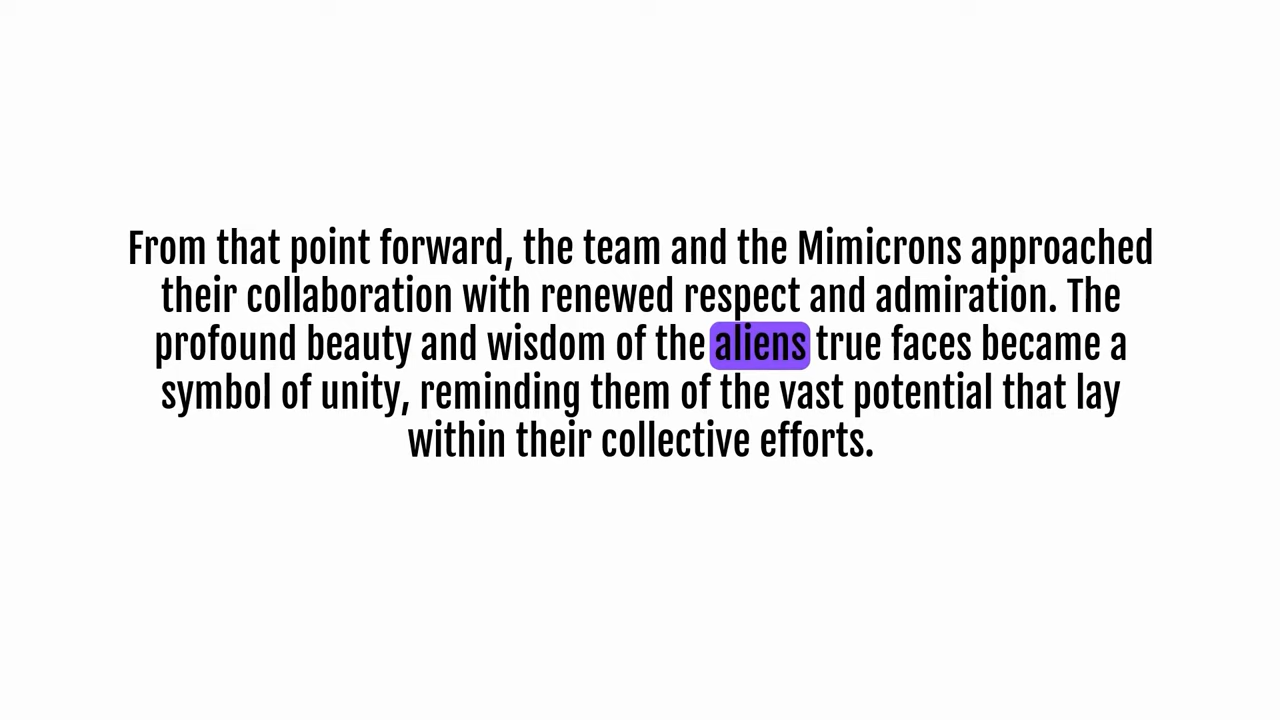 From that point forward, the team and the Mimicrons approached
their collaboration with renewed respect and admiration. The
profound beauty and wisdom of the aliens true faces became a
symbol of unity, reminding them of the vast potential that lay
within their collective efforts.